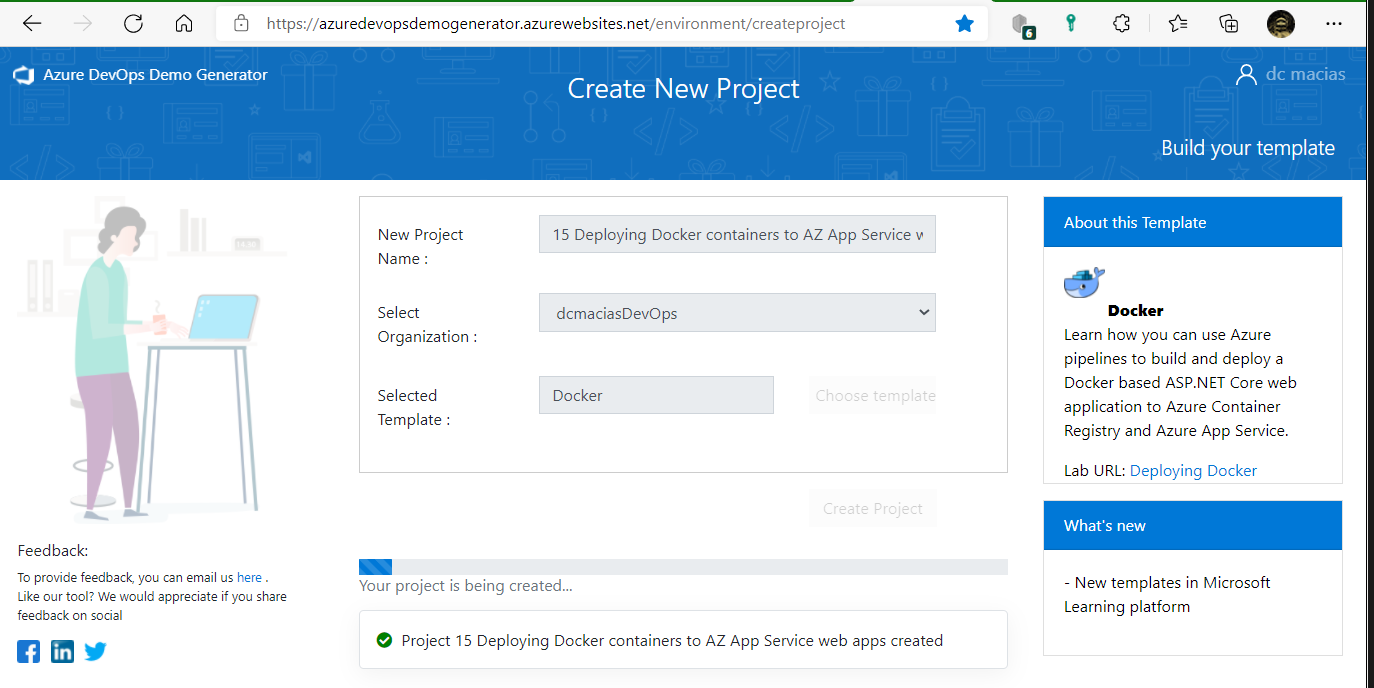 https://azuredevopsdemogenerator.azurewebsites.net/environment/createproject
6
Azure DevOps Demo Generator
Create New Project
dc macias
Build your template
New Project
Name :
15 Deploying Docker containers to AZ App Service w
Select
Organization :
dcmaciasDevOps
Selected
Template :
Docker
Choose template
Create Project
Your project is being created...
Project 15 Deploying Docker containers to AZ App Service web apps created
About this Template
Docker
Learn how you can use Azure
pipelines to build and deploy a
Docker based ASP.NET Core web
application to Azure Container
Registry and Azure App Service.
Lab URL: Deploying Docker
What's new
- New templates in Microsoft
Learning platform
Feedback:
To provide feedback, you can email us here .
Like our tool? We would appreciate if you share
feedback on social